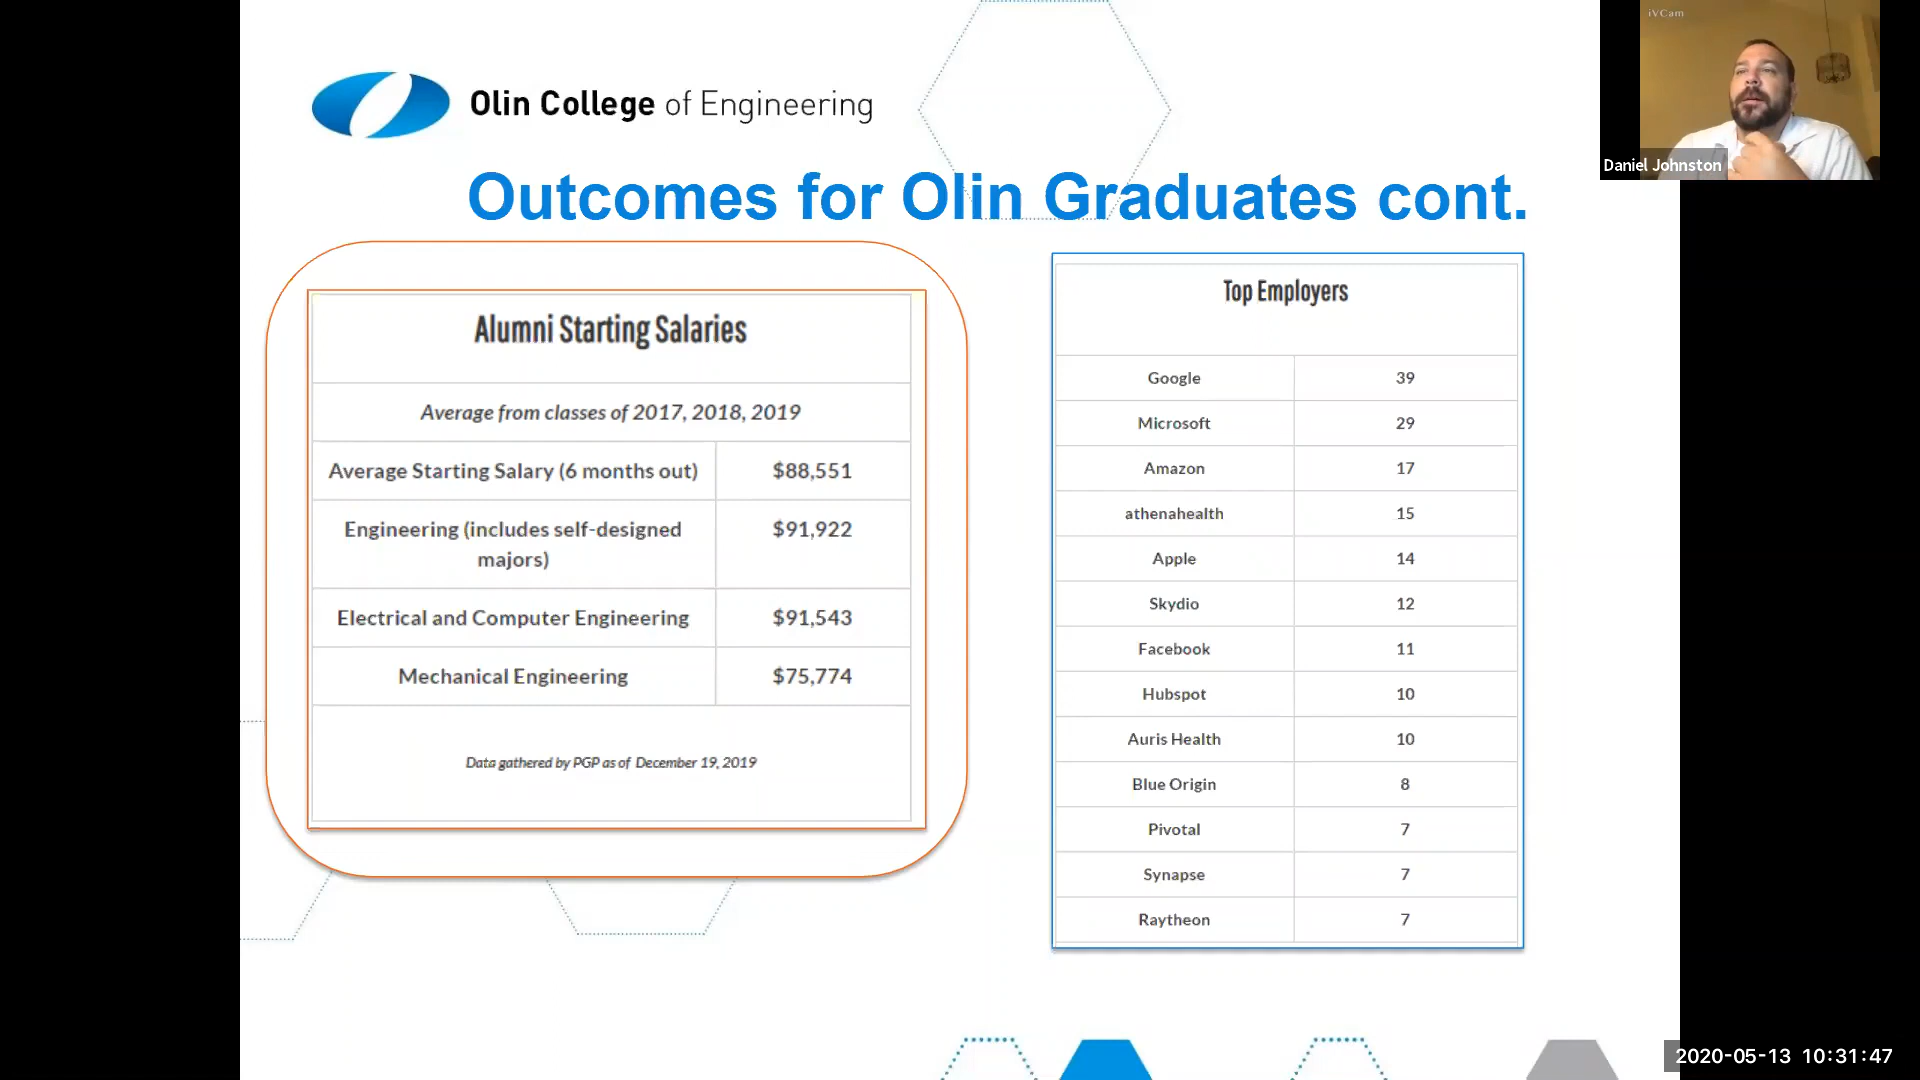 iVCam
Daniel Johnston
Olin College of Engineering
Outcomes for Olin Graduates cont.
Alumni Starting Salaries
Average from classes of 2017, 2018, 2019
Average Starting Salary (6 months out) $88,551
Engineering (includes self-designed $91,922
majors)
Electrical and Computer Engineering $91,543
Mechanical Engineering $75,774
Data gathered by PGP as of December 19, 2019
Top Employers
Google 39
Microsoft 29
Amazon 17
athenahealth 15
Apple 14
Skydio 12
Facebook 11
Hubspot 10
Auris Health 10
Blue Origin 8
Pivotal 7
Synapse 7
Raytheon 7
2020-05-13 10:31:47